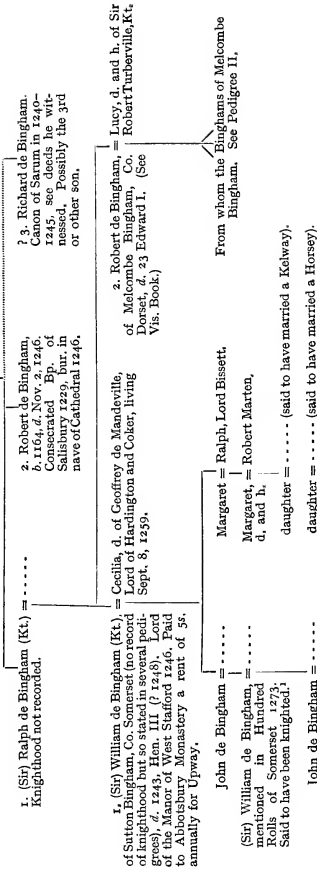 1. (Sir) Ralph de Bingham (Kt.) = - - - - - -
Knighthood not recorded.
2. Robert de Bingham,
b. 1164, d. Nov. 2, 1246.
Consecrated Bp. of
Salisbury 1229, bur. in
nave of Cathedral 1246.
? 3. Richard de Bingham.
Canon of Sarum in 1240–
1245, see deeds he wit-
nessed. Possibly the 3rd
or other son.
1. (Sir) William de Bingham (Kt.), = Cecilia, d. of Geoffrey de Mandeville,
of Sutton Bingham, Co. Somerset (no record
of knighthood but so stated in several pedi-
grees), d. 1243, Hen. III (? 1248). Lord
of the Manor of West Stafford 1246. Paid
to Abbotsbury Monastery a rent of 5s.
annually for Upway.
Lord of Hardington and Coker, living
Sept. 8, 1259.
2. Robert de Bingham, = Lucy, d. and h. of Sir
of Melcombe Bingham, Co.
Dorset, d. 23 Edward I. (See
Vis. Book.)
Robert Turberville, Kt.
John de Bingham = - - - - - -
Margaret = Ralph, Lord Bissett.
From whom the Binghams of Melcombe
Bingham. See Pedigree II.
(Sir) William de Bingham, = - - - - - -
mentioned in Hundred
Rolls of Somerset 1273.
Said to have been knighted.¹
Margaret, = Robert Marten,
d. and h.
daughter = - - - - - - (said to have married a Kelway).
John de Bingham = - - - - - -
daughter = - - - - - - (said to have married a Horsey).